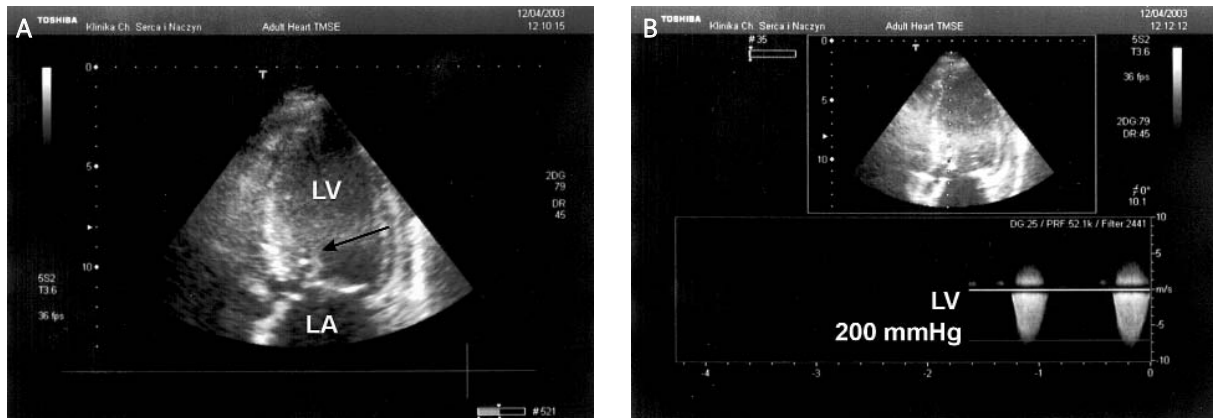 A
TOSHIBA
Klinika Ch. Serca i Naczyn
Adult Heart TMSE
12/04/2003
12.10.15
0
T
5
10
LV
LA
2DG
79
DR
45
5S2
T3.6
36 fps
#521
B
TOSHIBA
Klinika Ch. Serca i Naczyn
Adult Heart TMSE
12/04/2003
12.12.12
#35
0
T
5
10
5S2
T3.6
36 fps
2DG:79
DR:45
0°
10.1
DG 25 / PRF 52.1k / Filter 2441
10
5
m/s
-5
-10
LV
200 mmHg
-4
-3
-2
-1
0